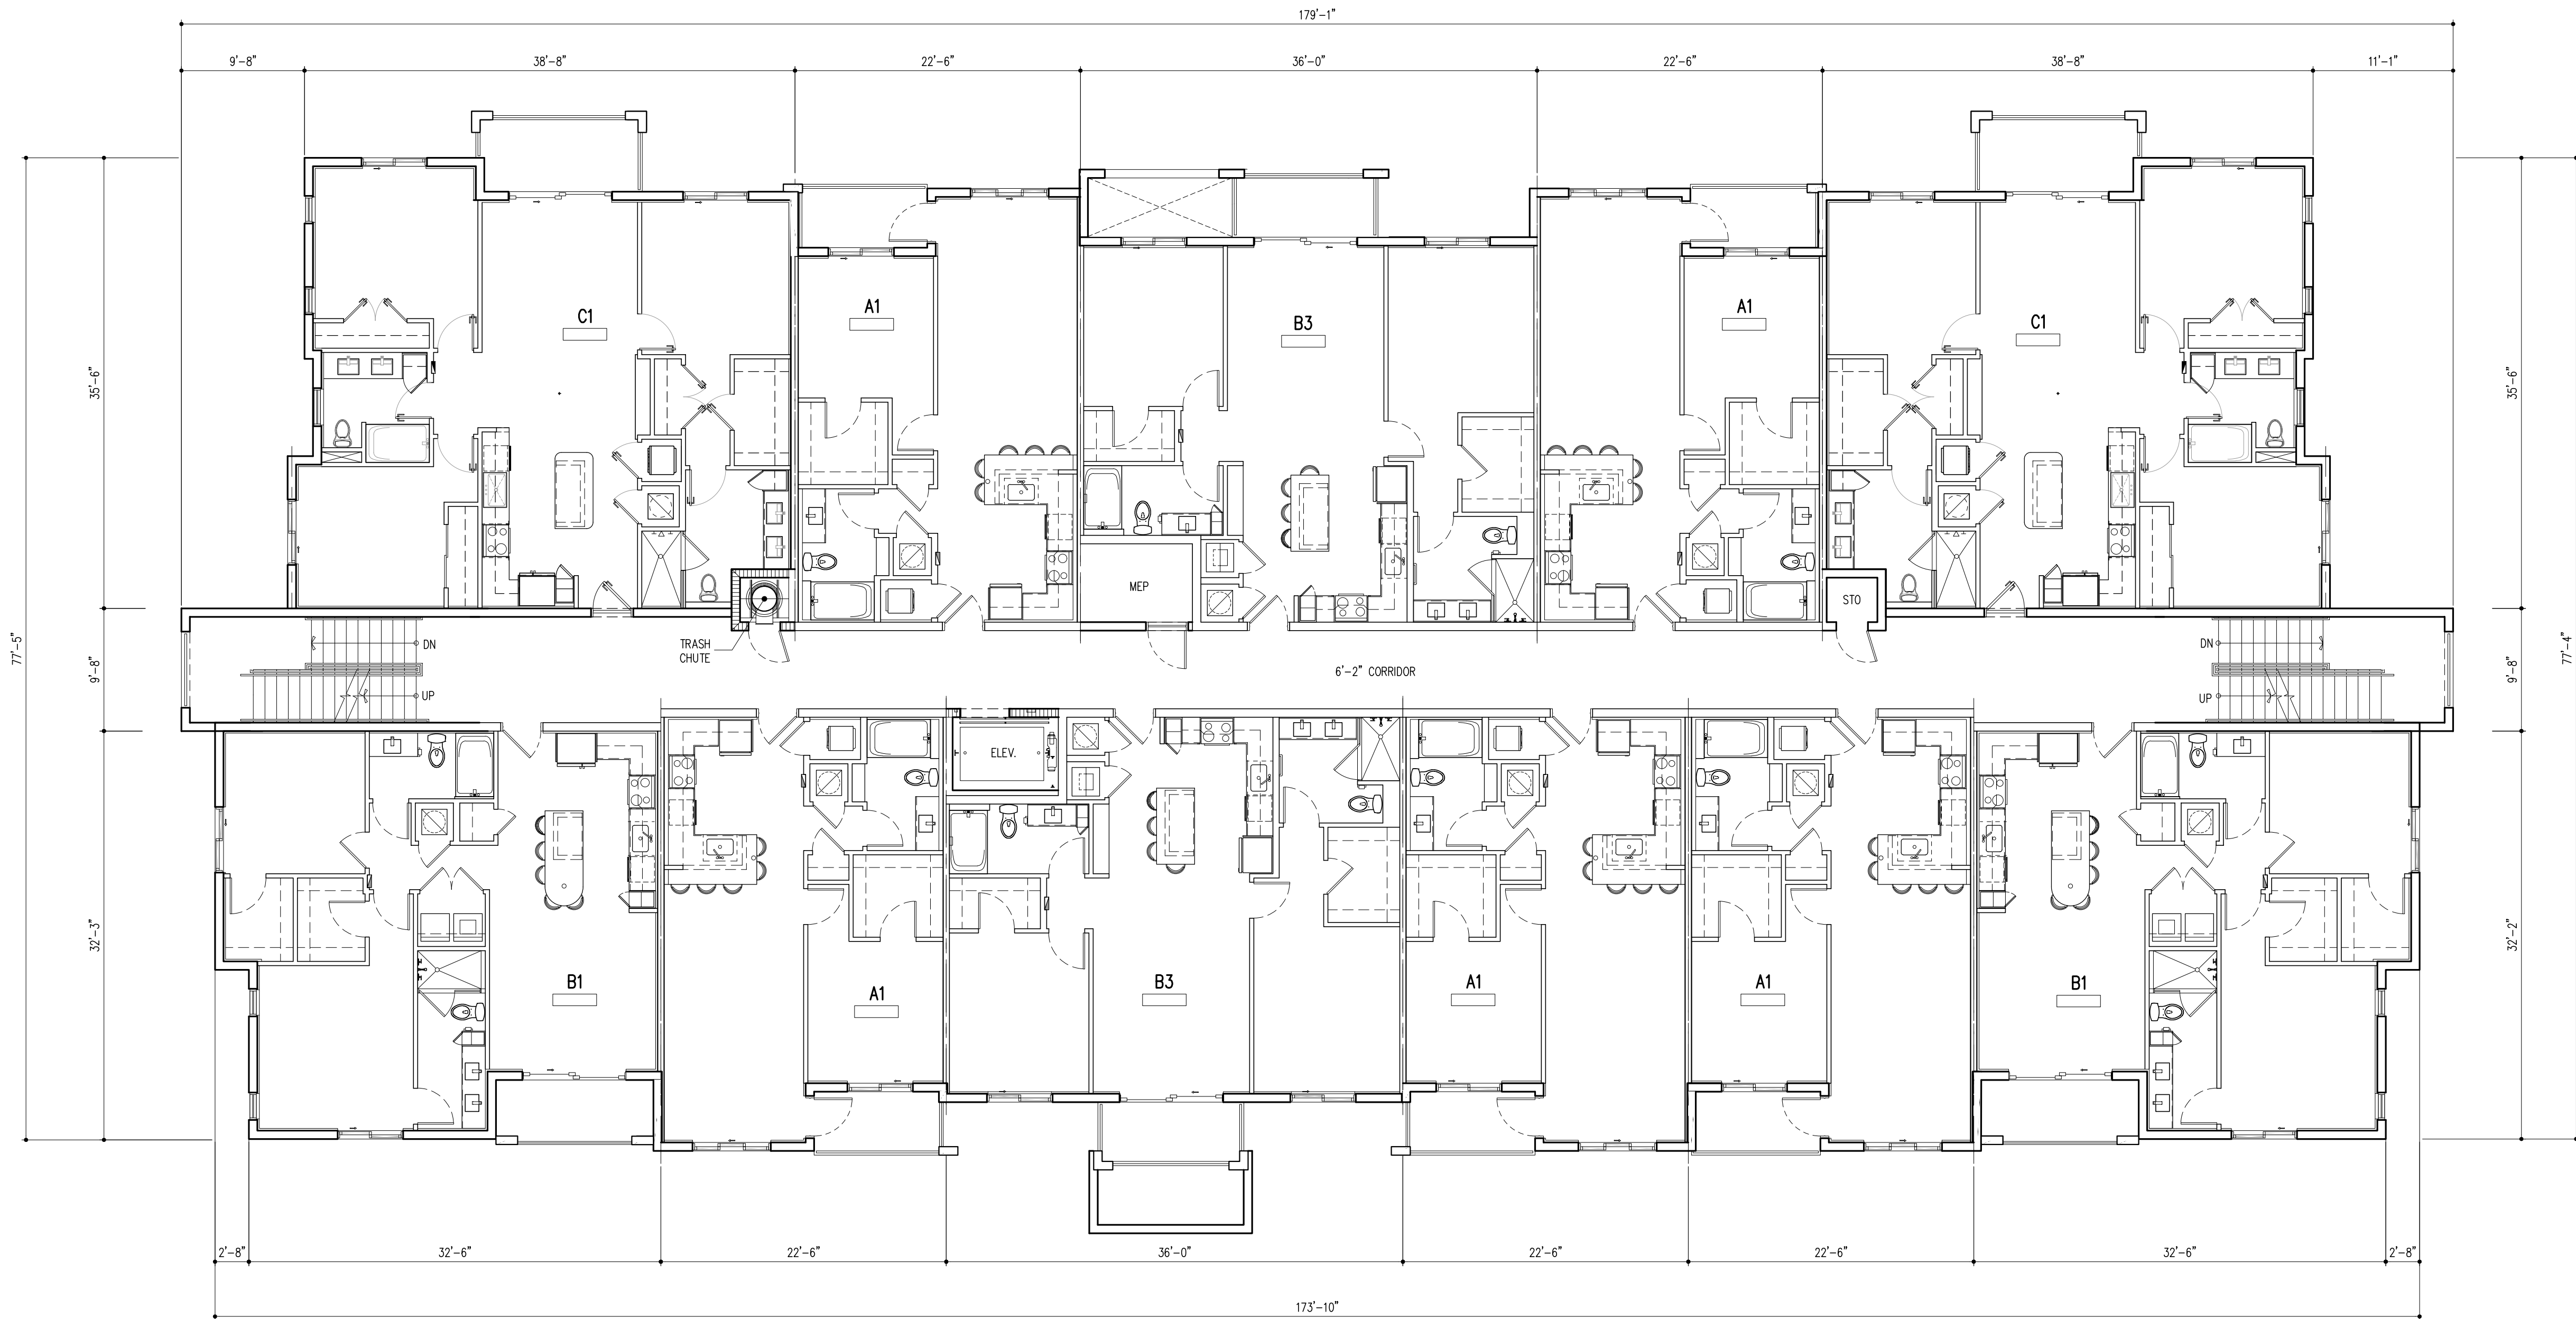 179'-1"
9'-8"
38'-8"
22'-6"
36'-0"
22'-6"
38'-8"
11'-1"
C1
A1
B3
A1
C1
35'-6"
35'-6"
MEP
STO
TRASH
CHUTE
DN
UP
6'-2" CORRIDOR
DN
UP
77'-5"
9'-8"
9'-8"
77'-4"
ELEV.
32'-3"
32'-2"
B1
A1
B3
A1
A1
B1
2'-8"
32'-6"
22'-6"
36'-0"
22'-6"
22'-6"
32'-6"
2'-8"
173'-10"